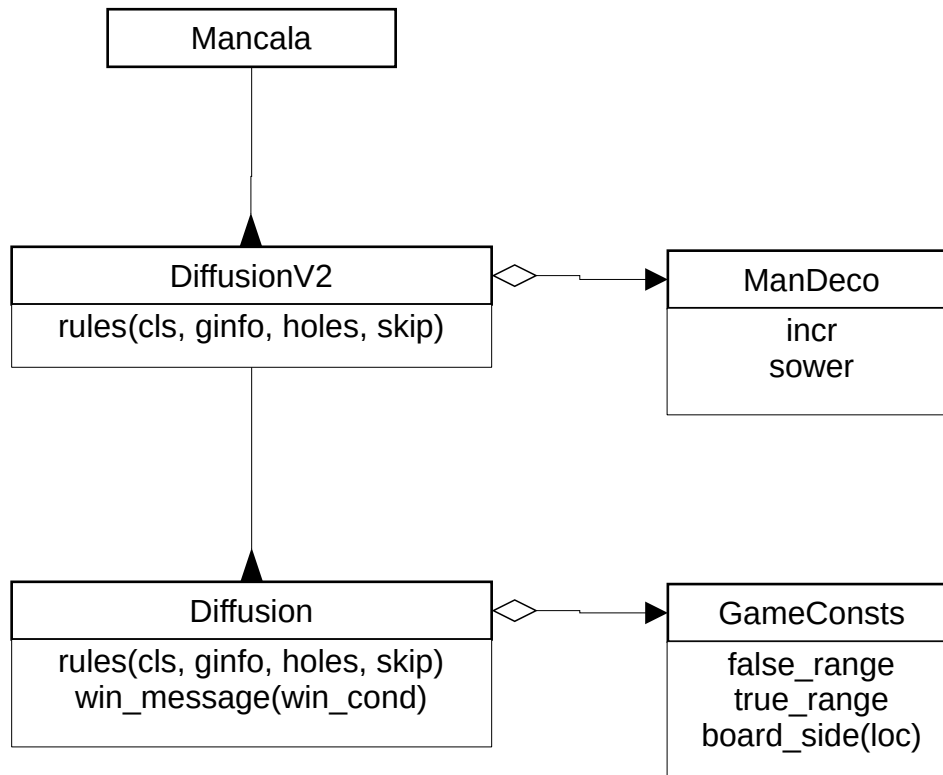 Mancala
DiffusionV2
rules(cls, ginfo, holes, skip)
ManDeco
incr
sower
Diffusion
rules(cls, ginfo, holes, skip)
win_message(win_cond)
GameConsts
false_range
true_range
board_side(loc)